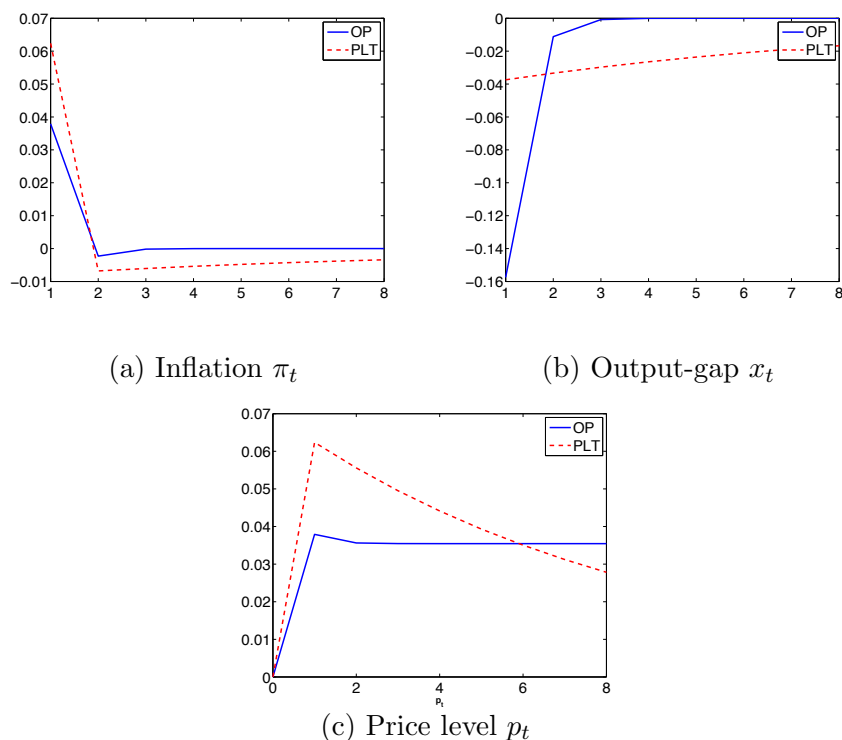 0.07
0.06
0.05
0.04
0.03
0.02
0.01
0
−0.01
1 2 3 4 5 6 7 8
OP
PLT
(a) Inflation πt
0
−0.02
−0.04
−0.06
−0.08
−0.1
−0.12
−0.14
−0.16
1 2 3 4 5 6 7 8
OP
PLT
(b) Output-gap xt
0.07
0.06
0.05
0.04
0.03
0.02
0.01
0
0 2 4 6 8
pt
OP
PLT
(c) Price level pt